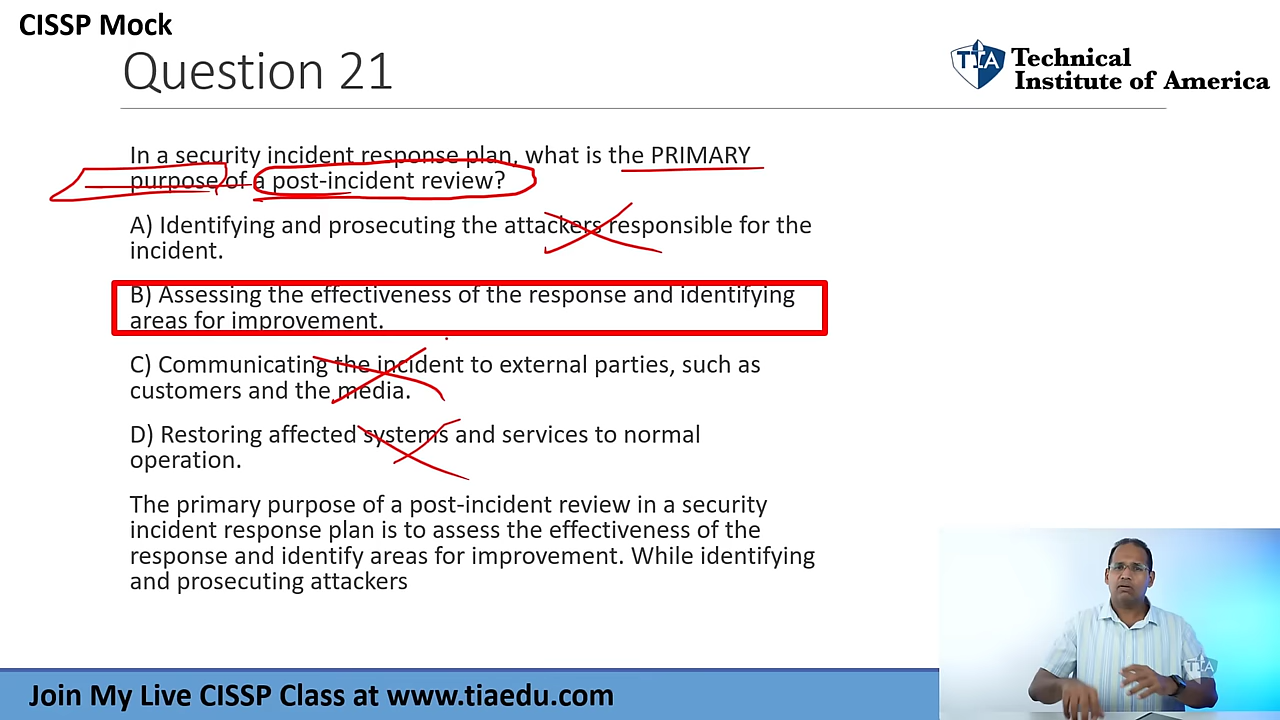 CISSP Mock
Question 21
TIA Technical
Institute of America
In a security incident response plan, what is the PRIMARY
purpose of a post-incident review?
A) Identifying and prosecuting the attackers responsible for the
incident.
B) Assessing the effectiveness of the response and identifying
areas for improvement.
C) Communicating the incident to external parties, such as
customers and the media.
D) Restoring affected systems and services to normal
operation.
The primary purpose of a post-incident review in a security
incident response plan is to assess the effectiveness of the
response and identify areas for improvement. While identifying
and prosecuting attackers
TIA
Join My Live CISSP Class at www.tiaedu.com